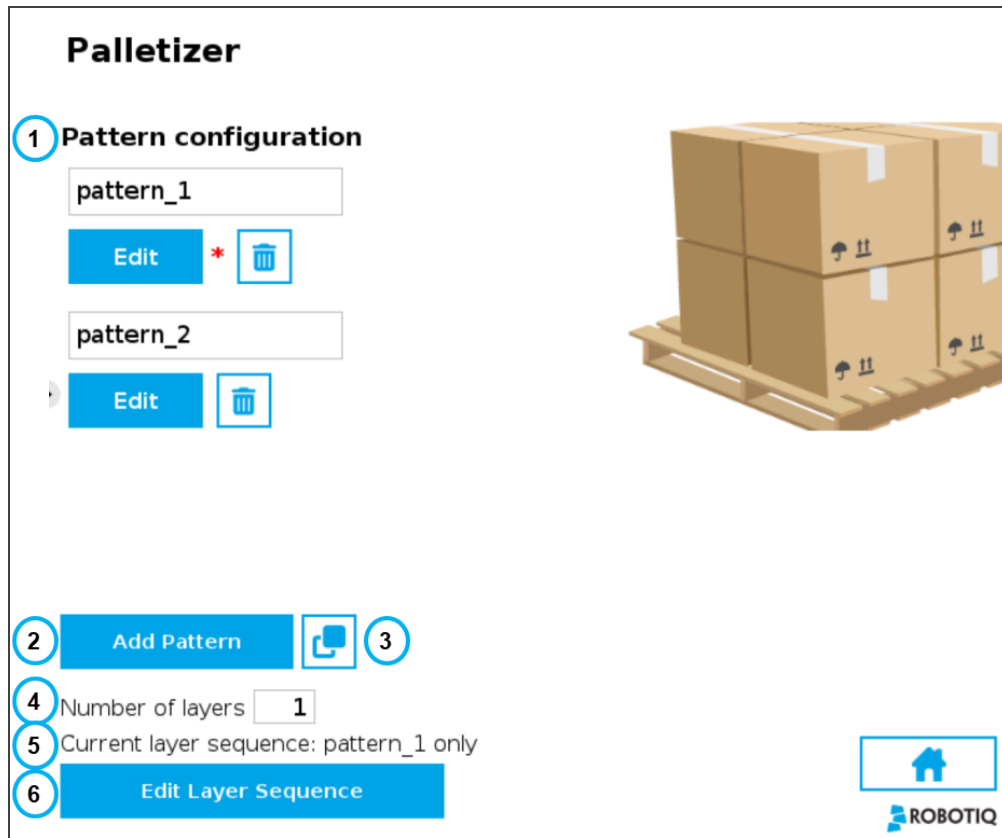 Palletizer
1 Pattern configuration
pattern_1
Edit *
pattern_2
Edit
2 Add Pattern 3
4 Number of layers 1
5 Current layer sequence: pattern_1 only
6 Edit Layer Sequence
ROBOTIQ